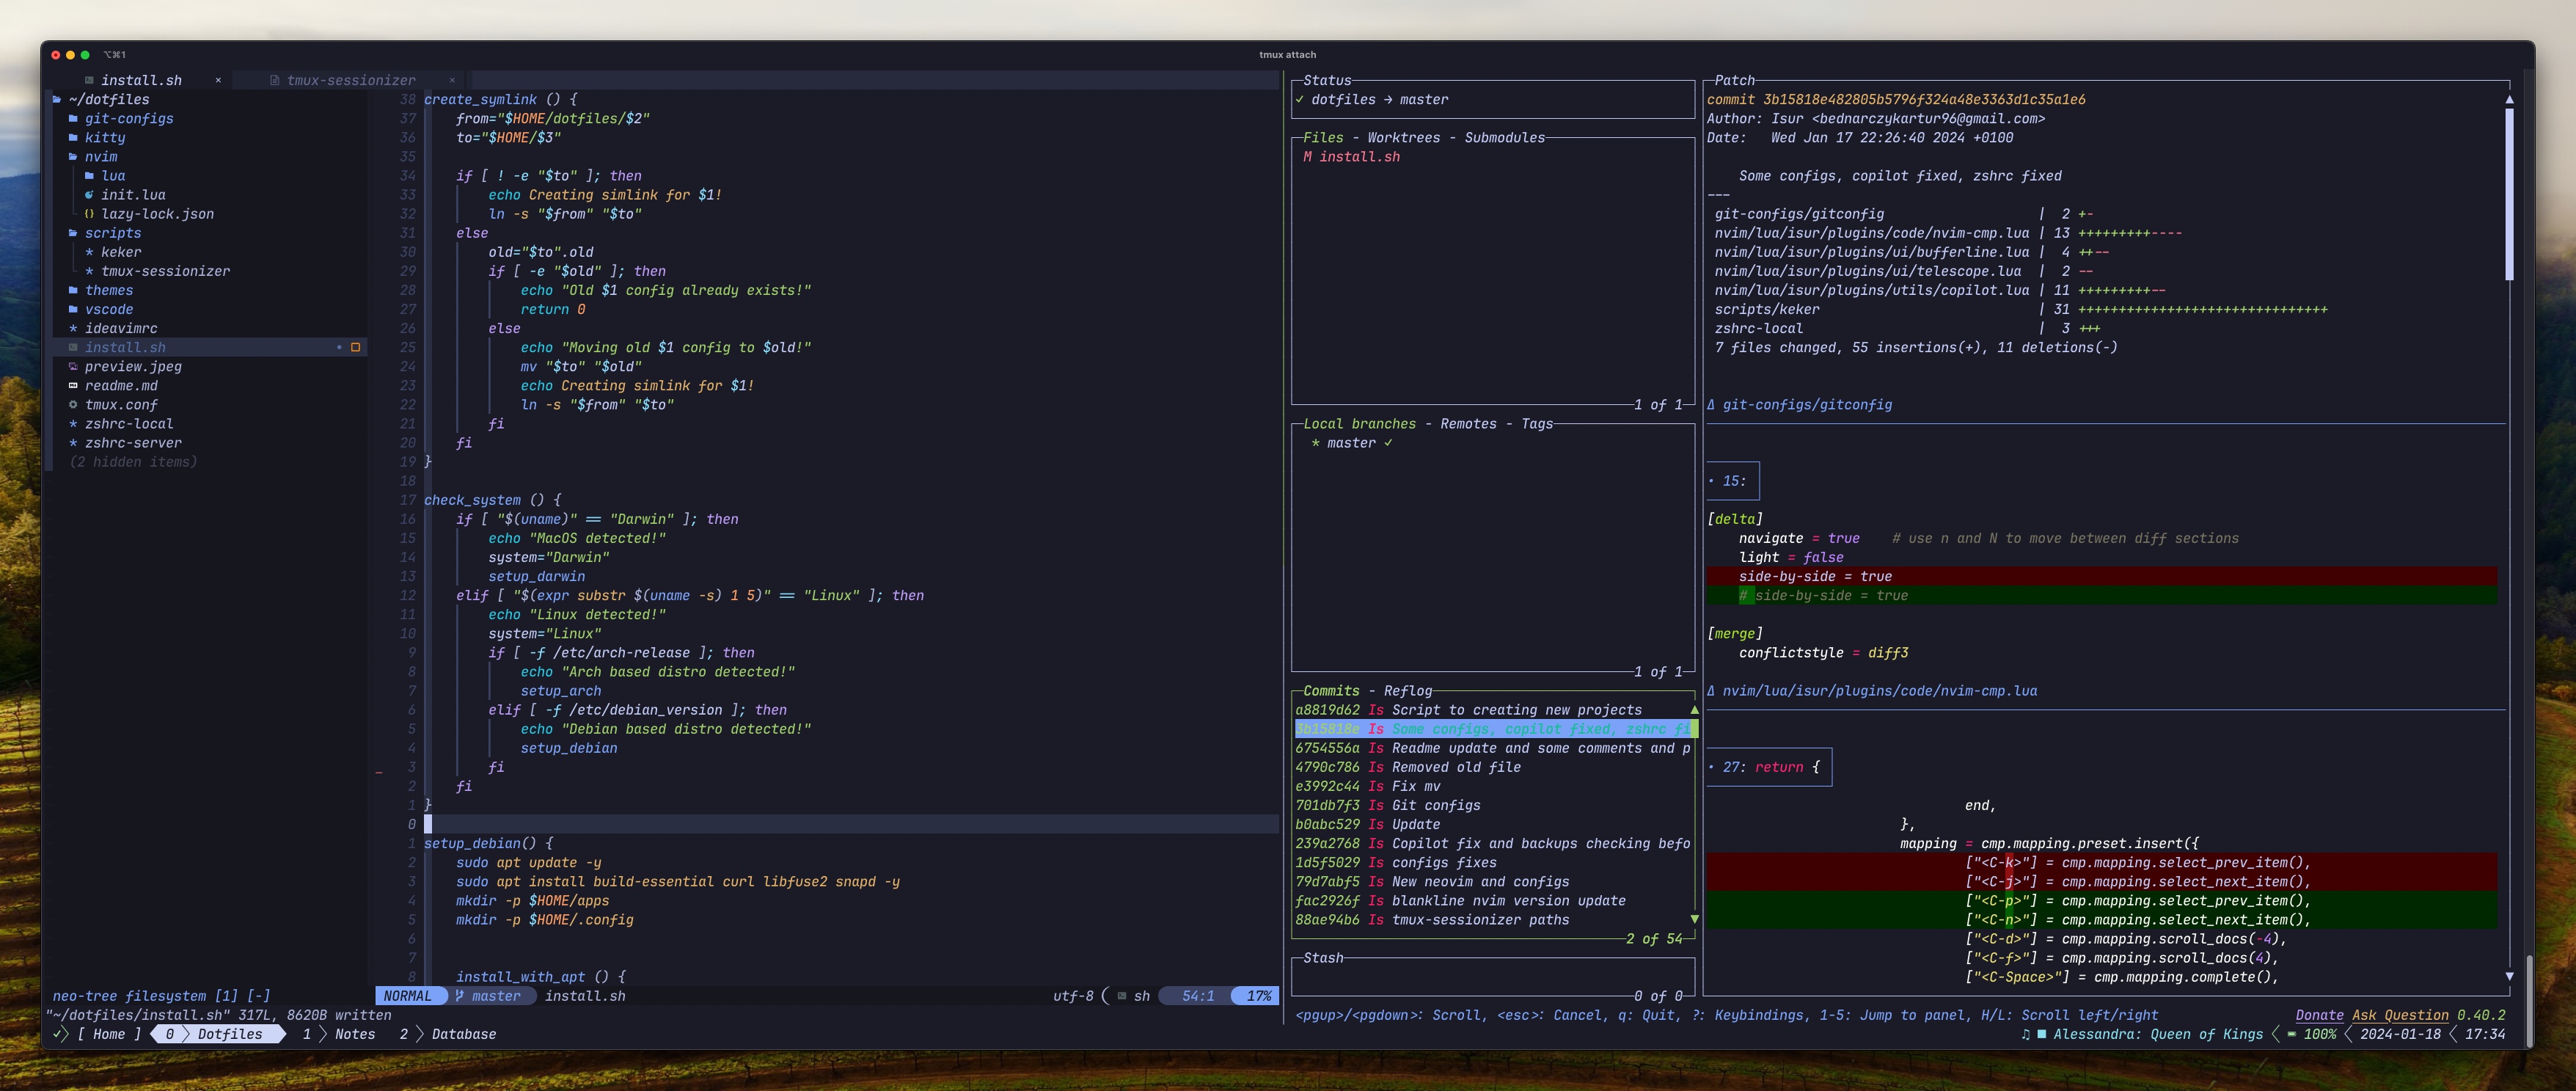 ⌥⌘1
tmux attach
install.sh ×
tmux-sessionizer ×
~/dotfiles
git-configs
kitty
nvim
lua
init.lua
lazy-lock.json
scripts
* keker
* tmux-sessionizer
themes
vscode
* ideavimrc
install.sh
preview.jpeg
readme.md
tmux.conf
* zshrc-local
* zshrc-server
(2 hidden items)
neo-tree filesystem [1] [-]
38 create_symlink () {
37 from="$HOME/dotfiles/$2"
36 to="$HOME/$3"
35
34 if [ ! -e "$to" ]; then
33 echo Creating simlink for $1!
32 ln -s "$from" "$to"
31 else
30 old="$to".old
29 if [ -e "$old" ]; then
28 echo "Old $1 config already exists!"
27 return 0
26 else
25 echo "Moving old $1 config to $old!"
24 mv "$to" "$old"
23 echo Creating simlink for $1!
22 ln -s "$from" "$to"
21 fi
20 fi
19 }
18
17 check_system () {
16 if [ "$(uname)" == "Darwin" ]; then
15 echo "MacOS detected!"
14 system="Darwin"
13 setup_darwin
12 elif [ "$(expr substr $(uname -s) 1 5)" == "Linux" ]; then
11 echo "Linux detected!"
10 system="Linux"
9 if [ -f /etc/arch-release ]; then
8 echo "Arch based distro detected!"
7 setup_arch
6 elif [ -f /etc/debian_version ]; then
5 echo "Debian based distro detected!"
4 setup_debian
3 fi
2 fi
1 }
0
1 setup_debian() {
2 sudo apt update -y
3 sudo apt install build-essential curl libfuse2 snapd -y
4 mkdir -p $HOME/apps
5 mkdir -p $HOME/.config
6
7
8 install_with_apt () {
NORMAL master install.sh utf-8 sh 54:1 17%
"~/dotfiles/install.sh" 317L, 8620B written
Status
✓ dotfiles → master
Files - Worktrees - Submodules
M install.sh
1 of 1
Local branches - Remotes - Tags
* master ✓
1 of 1
Commits - Reflog
a8819d62 Is Script to creating new projects
3b15818e Is Some configs, copilot fixed, zshrc fi
6754556a Is Readme update and some comments and p
4790c786 Is Removed old file
e3992c44 Is Fix mv
701db7f3 Is Git configs
b0abc529 Is Update
239a2768 Is Copilot fix and backups checking befo
1d5f5029 Is configs fixes
79d7abf5 Is New neovim and configs
fac2926f Is blankline nvim version update
88ae94b6 Is tmux-sessionizer paths
2 of 54
Stash
0 of 0
Patch
commit 3b15818e482805b5796f324a48e3363d1c35a1e6
Author: Isur <bednarczykartur96@gmail.com>
Date: Wed Jan 17 22:26:40 2024 +0100
Some configs, copilot fixed, zshrc fixed
---
git-configs/gitconfig | 2 +-
nvim/lua/isur/plugins/code/nvim-cmp.lua | 13 +++++++++----
nvim/lua/isur/plugins/ui/bufferline.lua | 4 ++--
nvim/lua/isur/plugins/ui/telescope.lua | 2 --
nvim/lua/isur/plugins/utils/copilot.lua | 11 +++++++++--
scripts/keker | 31 +++++++++++++++++++++++++++++++
zshrc-local | 3 +++
7 files changed, 55 insertions(+), 11 deletions(-)
Δ git-configs/gitconfig
• 15:
[delta]
navigate = true # use n and N to move between diff sections
light = false
side-by-side = true
# side-by-side = true
[merge]
conflictstyle = diff3
Δ nvim/lua/isur/plugins/code/nvim-cmp.lua
• 27: return {
end,
},
mapping = cmp.mapping.preset.insert({
["<C-k>"] = cmp.mapping.select_prev_item(),
["<C-j>"] = cmp.mapping.select_next_item(),
["<C-p>"] = cmp.mapping.select_prev_item(),
["<C-n>"] = cmp.mapping.select_next_item(),
["<C-d>"] = cmp.mapping.scroll_docs(-4),
["<C-f>"] = cmp.mapping.scroll_docs(4),
["<C-Space>"] = cmp.mapping.complete(),
<pgup>/<pgdown>: Scroll, <esc>: Cancel, q: Quit, ?: Keybindings, 1-5: Jump to panel, H/L: Scroll left/right Donate Ask Question 0.40.2
✓ [ Home ] 0 Dotfiles 1 Notes 2 Database
♫ ■ Alessandra: Queen of Kings 100% 2024-01-18 17:34